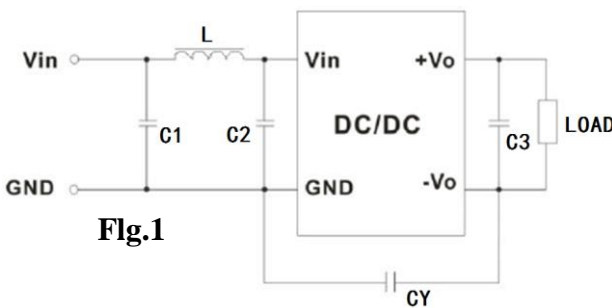 L
Vin
Vin
+Vo
C1
C2
DC/DC
C3
LOAD
GND
GND
-Vo
Flg.1
CY